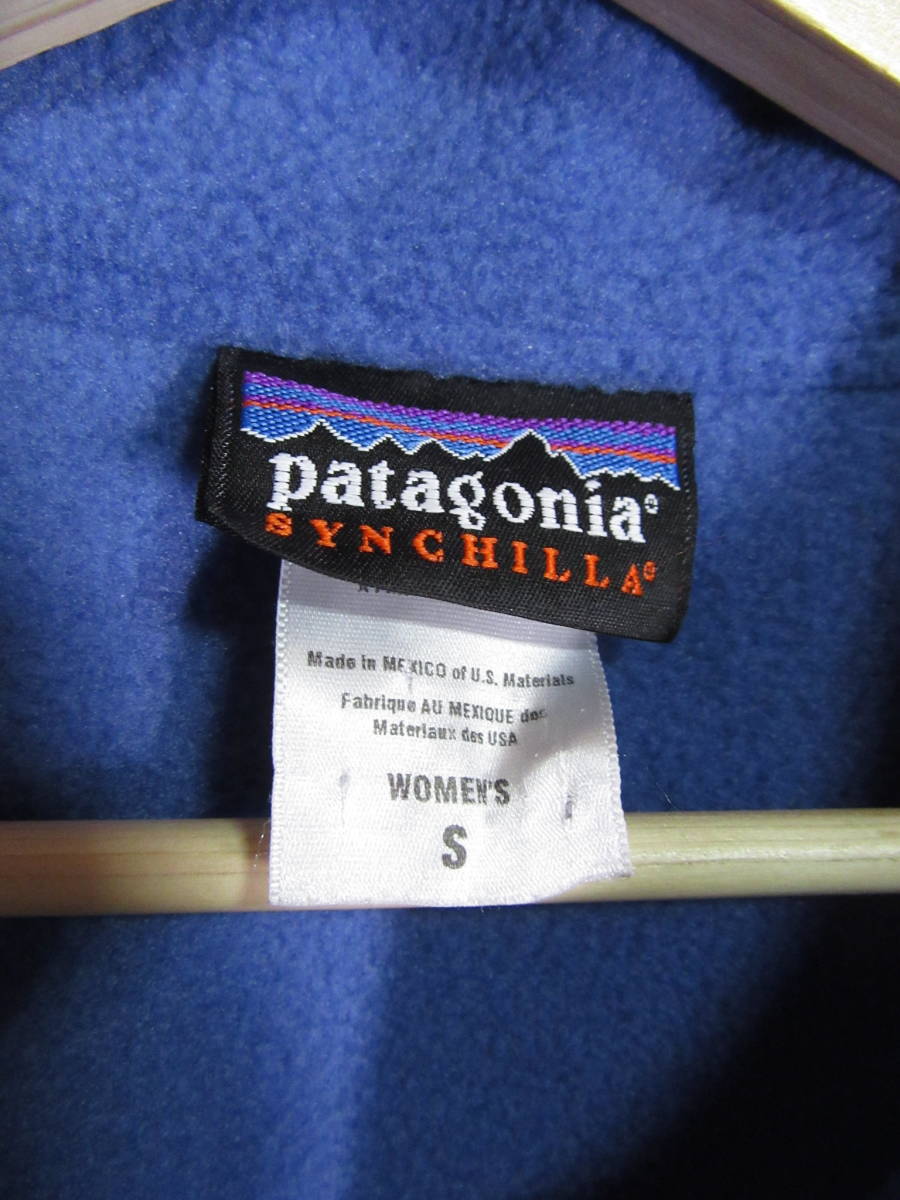 patagonia®
SYNCHILLA®
Made in MEXICO of U.S. Materials
Fabrique AU MEXIQUE des
Materiaux des USA
WOMEN'S
S